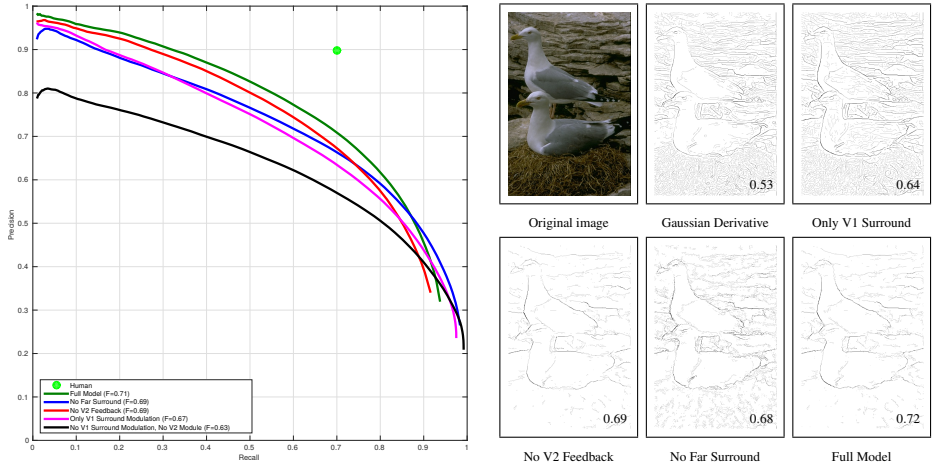 1
0.9
0.8
0.7
0.6
0.5
0.4
0.3
0.2
0.1
0
Precision
Human
Full Model (F=0.71)
No Far Surround (F=0.69)
No V2 Feedback (F=0.69)
Only V1 Surround Modulation (F=0.67)
No V1 Surround Modulation, No V2 Module (F=0.63)
0 0.1 0.2 0.3 0.4 0.5 0.6 0.7 0.8 0.9 1
Recall
0.53
0.64
Original image
Gaussian Derivative
Only V1 Surround
0.69
0.68
0.72
No V2 Feedback
No Far Surround
Full Model